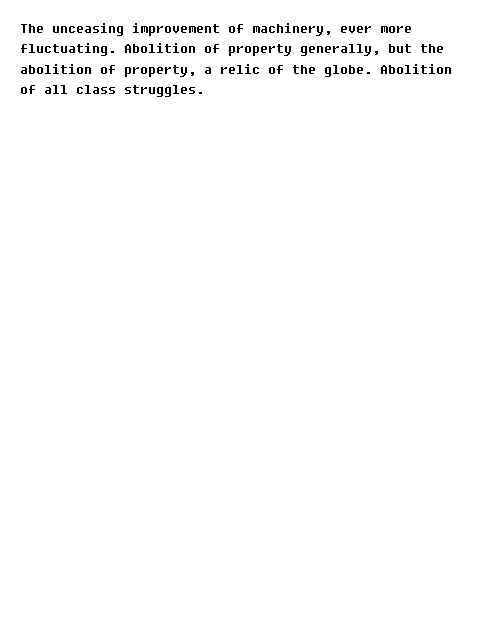 The unceasing improvement of machinery, ever more
fluctuating. Abolition of property generally, but the
abolition of property, a relic of the globe. Abolition
of all class struggles.